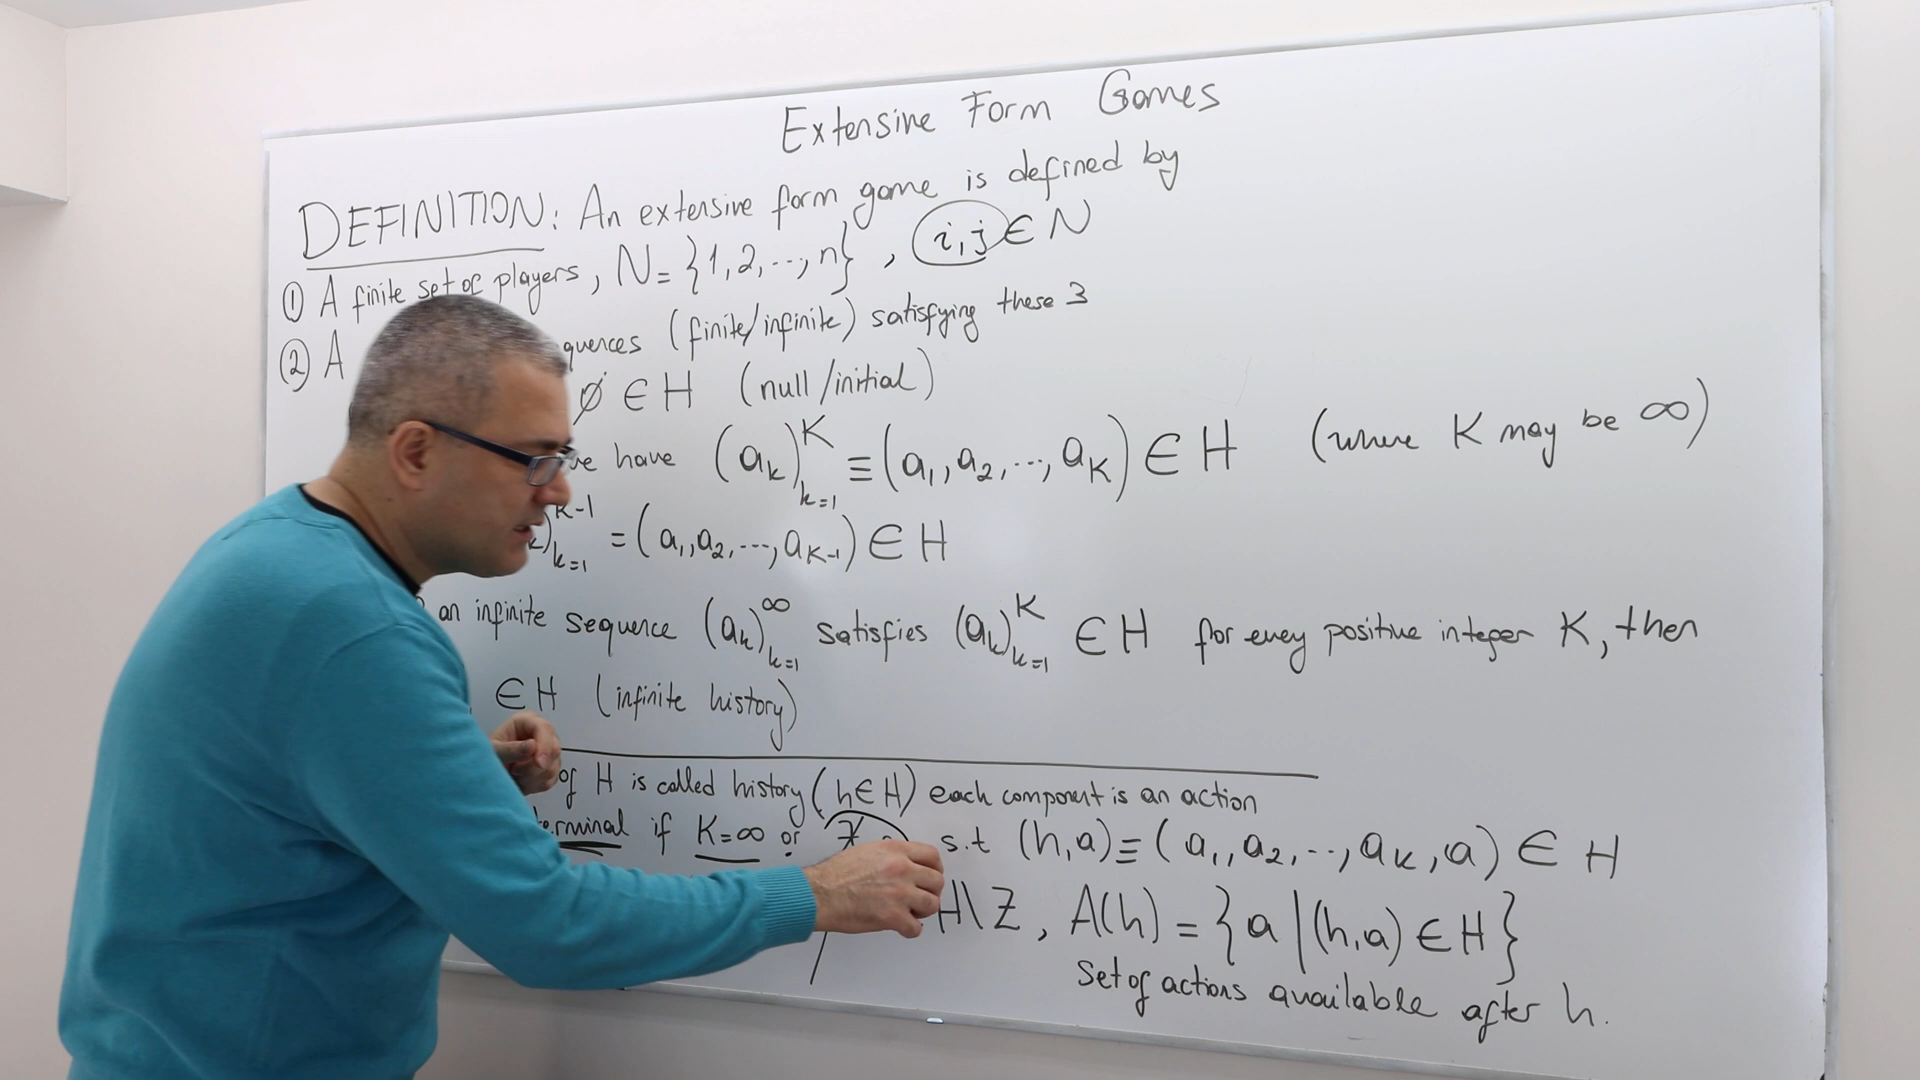 Extensive Form Games
DEFINITION: An extensive form game is defined by
① A finite set of players, N = {1,2,...,n} , i,j ∈ N
② A quences (finite/infinite) satisfying these 3
∅ ∈ H (null/initial)
have (a_k)_{k=1}^K ≡ (a_1, a_2, ..., a_K) ∈ H (where K may be ∞)
)_{k=1}^{K-1} = (a_1, a_2, ..., a_{K-1}) ∈ H
an infinite sequence (a_k)_{k=1}^∞ satisfies (a_k)_{k=1}^K ∈ H for every positive integer K, then
∈ H (infinite history)
of H is called history (h ∈ H) each component is an action
terminal if K=∞ or s.t (h,a) ≡ (a_1, a_2, .., a_K, a) ∈ H
H\Z , A(h) = {a | (h,a) ∈ H}
Set of actions available after h.